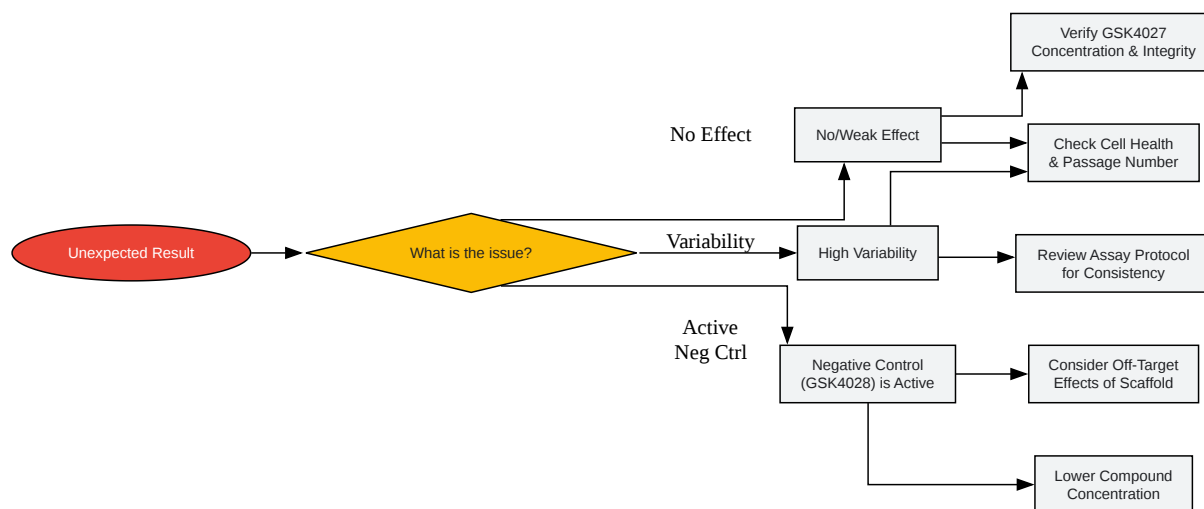 Verify GSK4027
Concentration & Integrity
No Effect
No/Weak Effect
Check Cell Health
& Passage Number
Unexpected Result
What is the issue?
Variability
High Variability
Review Assay Protocol
for Consistency
Active
Neg Ctrl
Negative Control
(GSK4028) is Active
Consider Off-Target
Effects of Scaffold
Lower Compound
Concentration